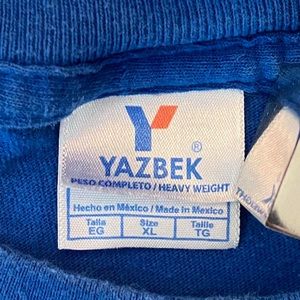 Y
®
YAZBEK
PESO COMPLETO / HEAVY WEIGHT
Hecho en México / Made in Mexico
Talla Size Taille
EG XL TG